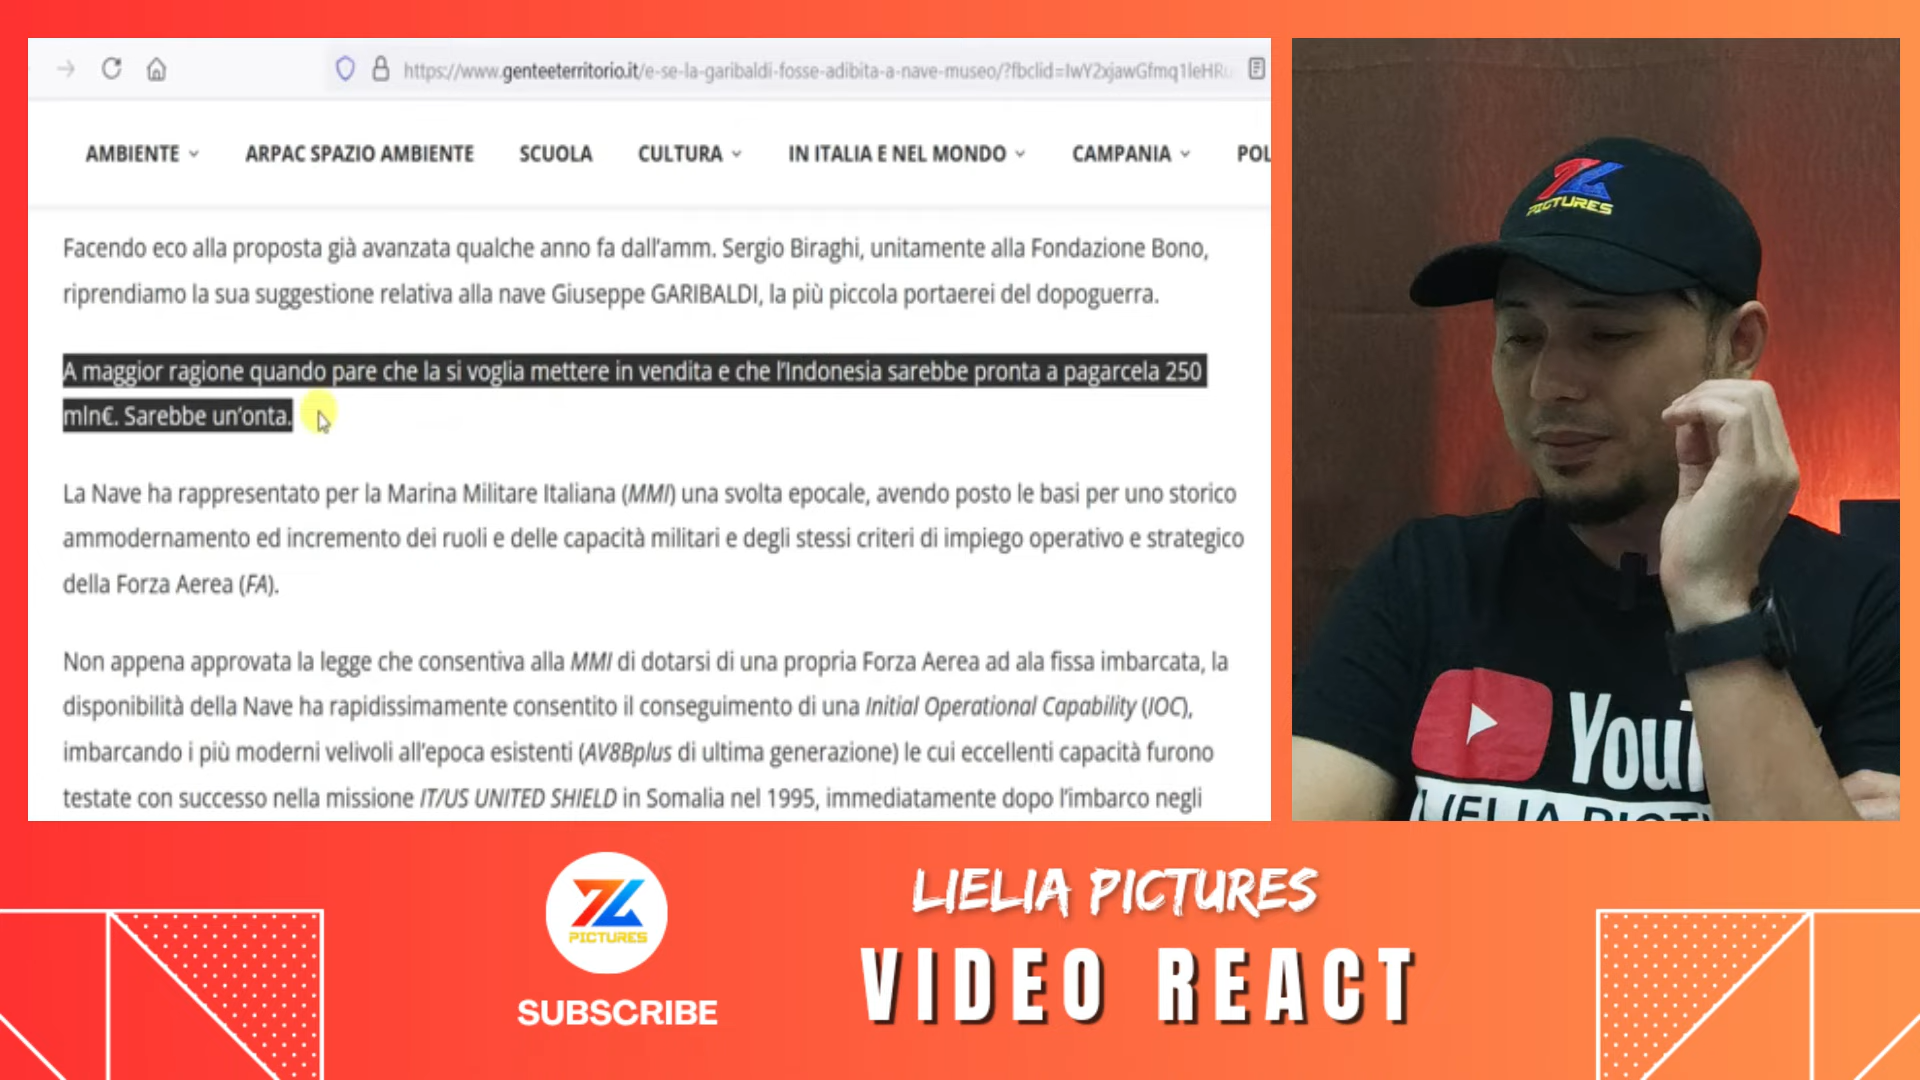 https://www.genteeterritorio.it/e-se-la-garibaldi-fosse-adibita-a-nave-museo/?fbclid=IwY2xjawGfmq1leHRu
AMBIENTE ARPAC SPAZIO AMBIENTE SCUOLA CULTURA IN ITALIA E NEL MONDO CAMPANIA POL
Facendo eco alla proposta già avanzata qualche anno fa dall'amm. Sergio Biraghi, unitamente alla Fondazione Bono,
riprendiamo la sua suggestione relativa alla nave Giuseppe GARIBALDI, la più piccola portaerei del dopoguerra.
A maggior ragione quando pare che la si voglia mettere in vendita e che l'Indonesia sarebbe pronta a pagarcela 250
mln€. Sarebbe un'onta.
La Nave ha rappresentato per la Marina Militare Italiana (MMI) una svolta epocale, avendo posto le basi per uno storico
ammodernamento ed incremento dei ruoli e delle capacità militari e degli stessi criteri di impiego operativo e strategico
della Forza Aerea (FA).
Non appena approvata la legge che consentiva alla MMI di dotarsi di una propria Forza Aerea ad ala fissa imbarcata, la
disponibilità della Nave ha rapidissimamente consentito il conseguimento di una Initial Operational Capability (IOC),
imbarcando i più moderni velivoli all'epoca esistenti (AV8Bplus di ultima generazione) le cui eccellenti capacità furono
testate con successo nella missione IT/US UNITED SHIELD in Somalia nel 1995, immediatamente dopo l'imbarco negli
ZL
PICTURES
YouT
LIELIA PICT
ZL
PICTURES
SUBSCRIBE
LIELIA PICTURES
VIDEO REACT